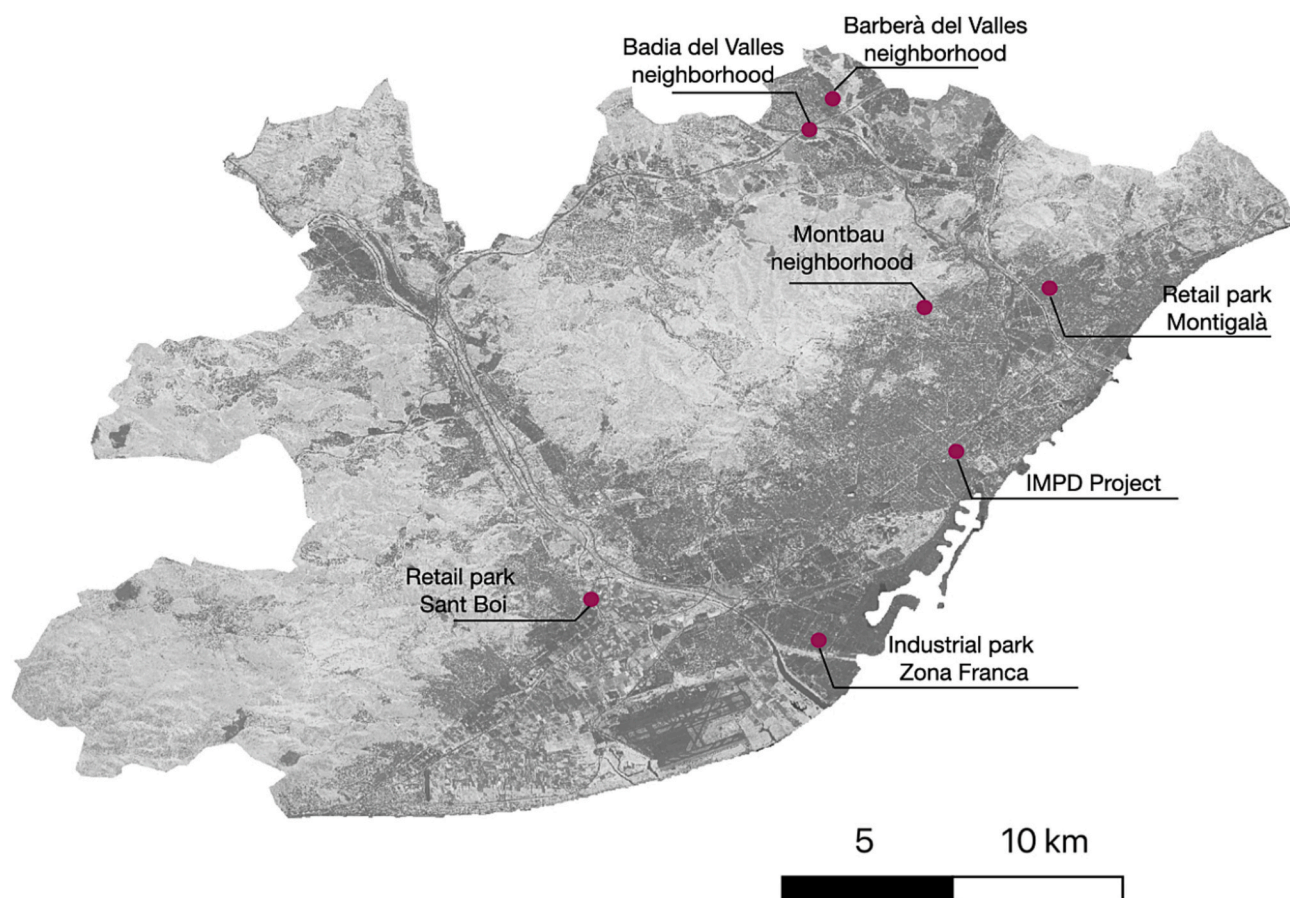 Barberà del Valles
neighborhood
Badia del Valles
neighborhood
Montbau
neighborhood
Retail park
Montigalà
IMPD Project
Retail park
Sant Boi
Industrial park
Zona Franca
5 10 km